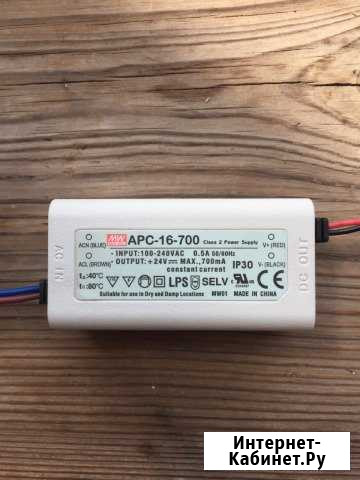 MW APC-16-700 Class 2 Power Supply
ACN (BLUE)
ACL (BROWN)
AC IN
INPUT:100-240VAC 0.5A 50/60Hz
OUTPUT:+24V⎓MAX.,700mA
constant current
IP30
V+ (RED)
V- (BLACK)
DC OUT
ta:40°C
tc:80°C
LPS SELV CE
Suitable for use in Dry and Damp Locations MW01 MADE IN CHINA
Интернет-
Кабинет.Ру